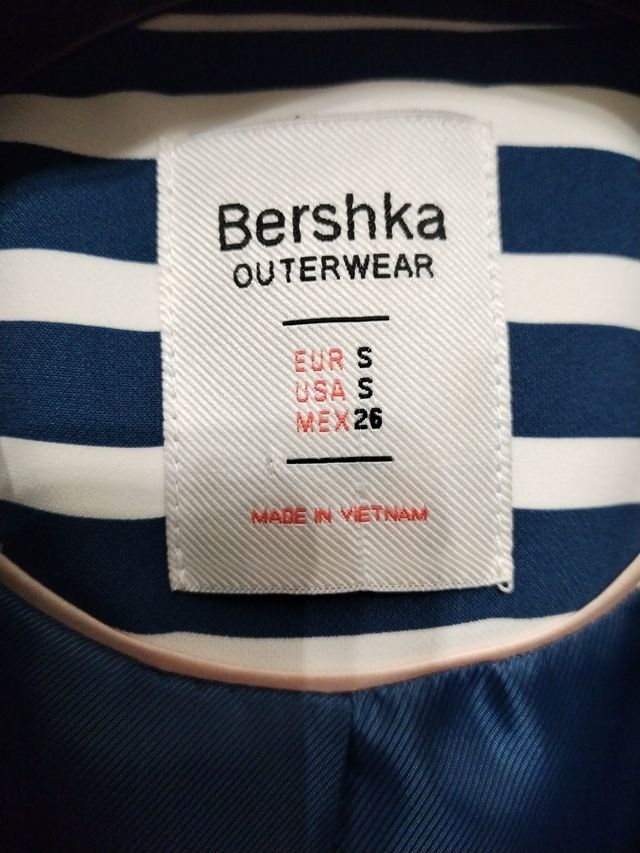 Bershka
OUTERWEAR
EUR S
USA S
MEX 26
MADE IN VIETNAM